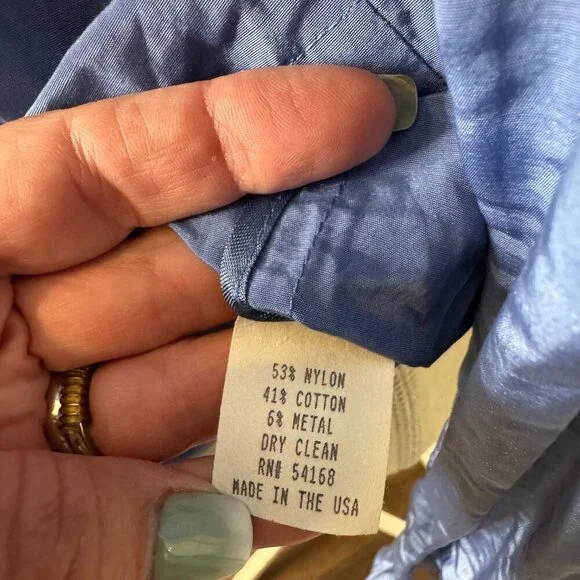 53% NYLON
41% COTTON
6% METAL
DRY CLEAN
RN# 54168
MADE IN THE USA